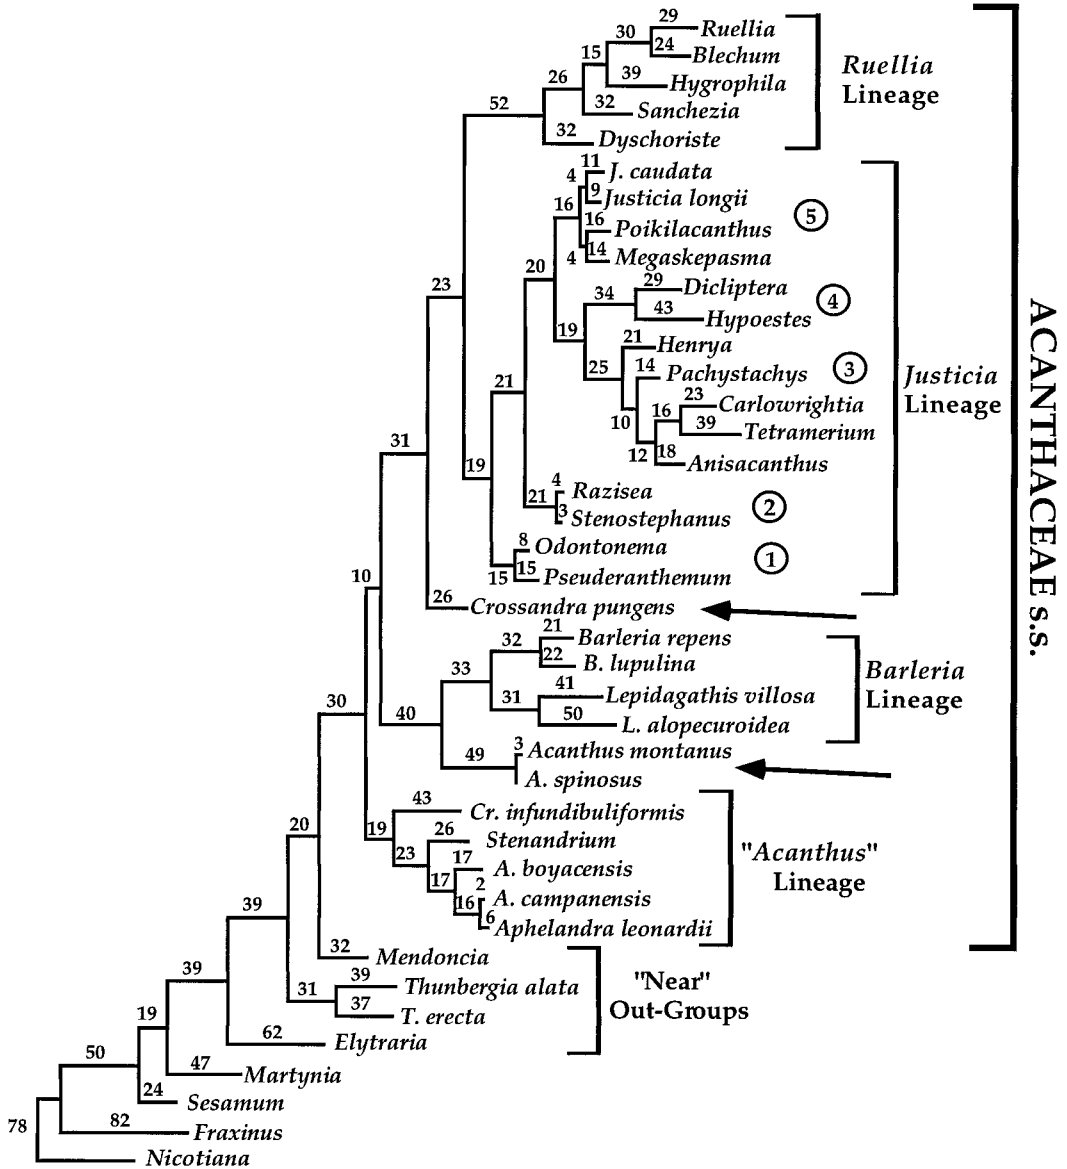 29
Ruellia
30
24
Blechum
15
39
Hygrophila
26
32
Sanchezia
52
32
Dyschoriste
Ruellia
Lineage
11
J. caudata
4
9
Justicia longii
16
16
Poikilacanthus
5
14
Megaskepasma
4
20
29
Dicliptera
34
43
Hypoestes
4
23
19
21
Henrya
25
14
Pachystachys
3
23
Carlowrightia
16
39
Tetramerium
10
12
18
Anisacanthus
Justicia
Lineage
21
31
19
4
Razisea
21
3
Stenostephanus
2
8
Odontonema
15
15
Pseuderanthemum
1
10
26
Crossandra pungens
21
Barleria repens
32
22
B. lupulina
33
41
Lepidagathis villosa
31
50
L. alopecuroidea
Barleria
Lineage
30
40
3
Acanthus montanus
49
A. spinosus
43
Cr. infundibuliformis
19
26
Stenandrium
23
17
A. boyacensis
17
2
A. campanensis
16
6
Aphelandra leonardii
"Acanthus"
Lineage
20
32
Mendoncia
39
39
Thunbergia alata
31
37
T. erecta
"Near"
Out-Groups
39
62
Elytraria
19
47
Martynia
50
24
Sesamum
82
Fraxinus
78
Nicotiana
ACANTHACEAE s.s.